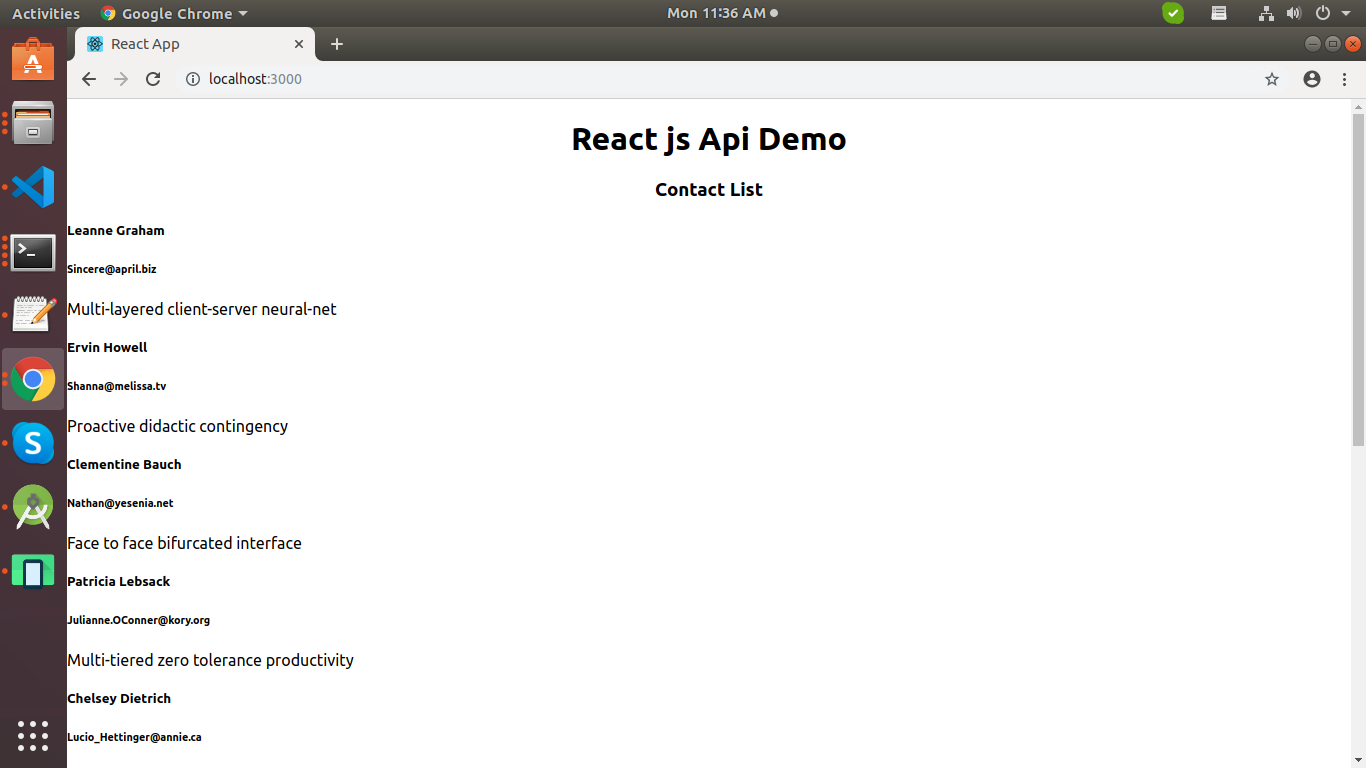 Activities Google Chrome Mon 11:36 AM
React App
localhost:3000
React js Api Demo
Contact List
Leanne Graham
Sincere@april.biz
Multi-layered client-server neural-net
Ervin Howell
Shanna@melissa.tv
Proactive didactic contingency
Clementine Bauch
Nathan@yesenia.net
Face to face bifurcated interface
Patricia Lebsack
Julianne.OConner@kory.org
Multi-tiered zero tolerance productivity
Chelsey Dietrich
Lucio_Hettinger@annie.ca